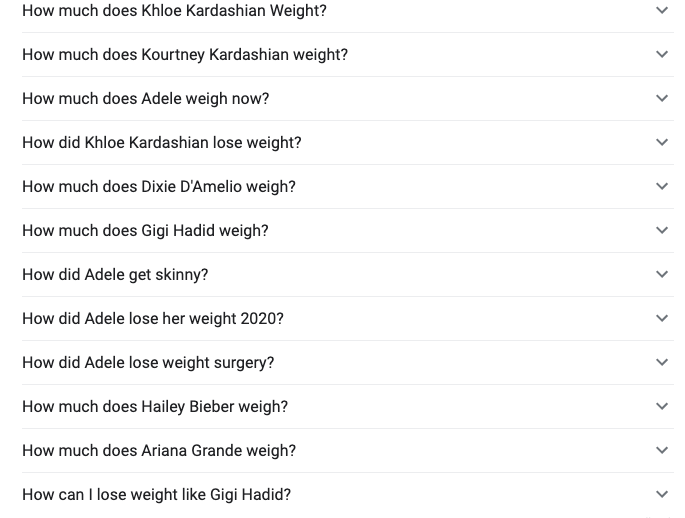 How much does Khloe Kardashian Weight?
How much does Kourtney Kardashian weight?
How much does Adele weigh now?
How did Khloe Kardashian lose weight?
How much does Dixie D'Amelio weigh?
How much does Gigi Hadid weigh?
How did Adele get skinny?
How did Adele lose her weight 2020?
How did Adele lose weight surgery?
How much does Hailey Bieber weigh?
How much does Ariana Grande weigh?
How can I lose weight like Gigi Hadid?